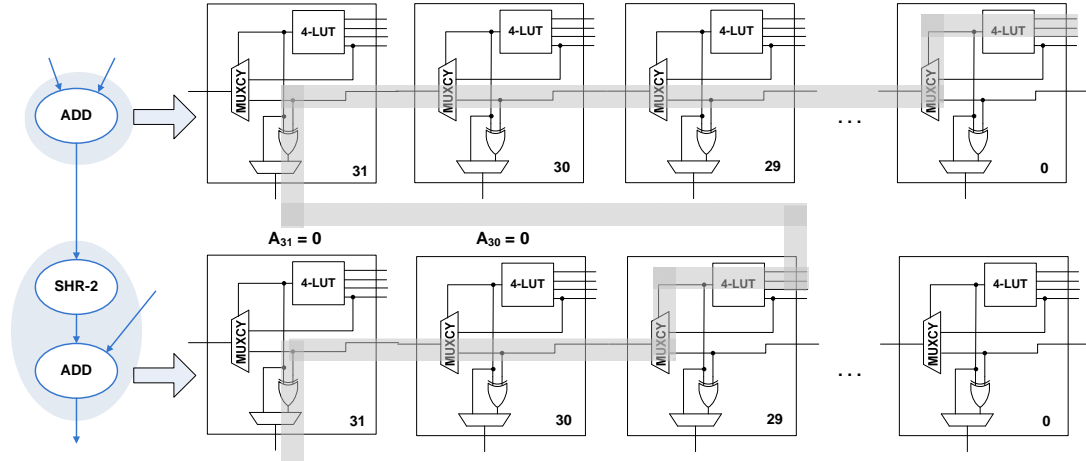 4-LUT
4-LUT
4-LUT
4-LUT
MUXCY
MUXCY
MUXCY
MUXCY
ADD
. . .
31
30
29
0
A31 = 0
A30 = 0
4-LUT
4-LUT
4-LUT
4-LUT
SHR-2
MUXCY
MUXCY
MUXCY
MUXCY
ADD
. . .
31
30
29
0